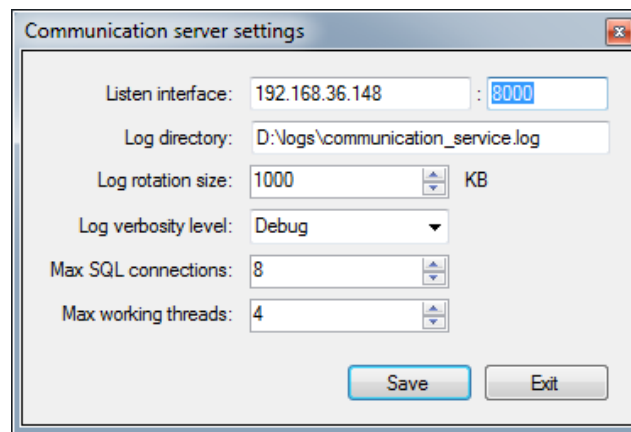 Communication server settings
Listen interface: 192.168.36.148 : 8000
Log directory: D:\logs\communication_service.log
Log rotation size: 1000 KB
Log verbosity level: Debug
Max SQL connections: 8
Max working threads: 4
Save Exit